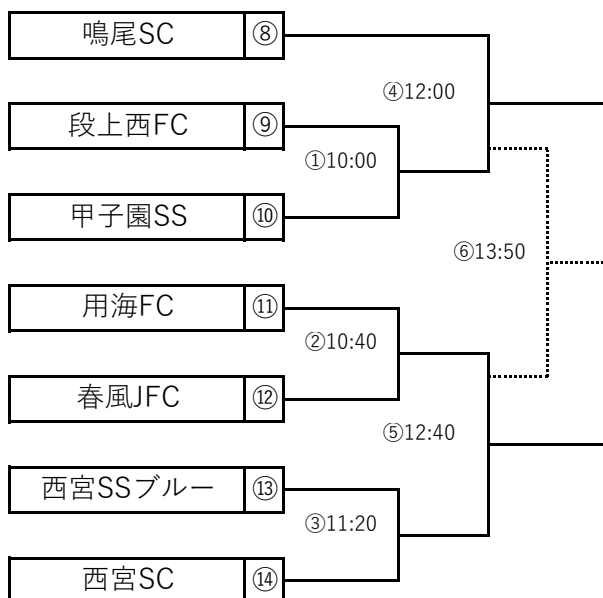 鳴尾SC ⑧
④12:00
段上西FC ⑨
①10:00
甲子園SS ⑩
⑥13:50
用海FC ⑪
②10:40
春風JFC ⑫
⑤12:40
西宮SSブルー ⑬
③11:20
西宮SC ⑭